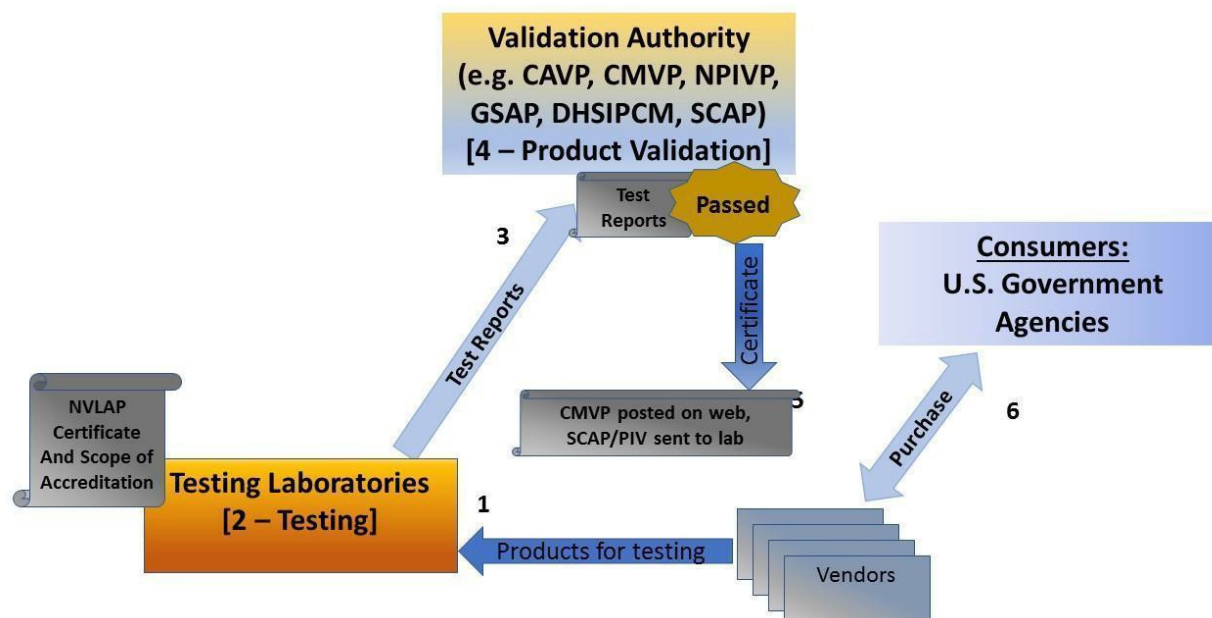 Validation Authority
(e.g. CAVP, CMVP, NPIVP,
GSAP, DHSIPCM, SCAP)
[4 – Product Validation]
Test
Reports
Passed
3
Test Reports
Certificate
Consumers:
U.S. Government
Agencies
NVLAP
Certificate
And Scope of
Accreditation
5
CMVP posted on web,
SCAP/PIV sent to lab
6
Purchase
Testing Laboratories
[2 – Testing]
1
Products for testing
Vendors